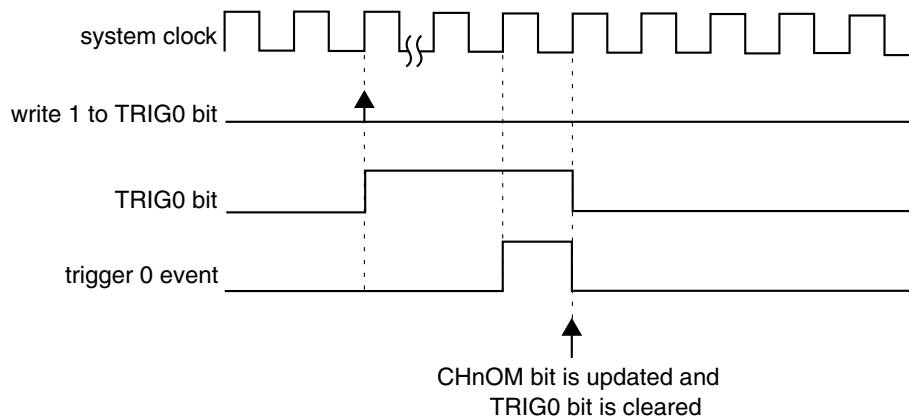 system clock
write 1 to TRIG0 bit
TRIG0 bit
trigger 0 event
CHnOM bit is updated and
TRIG0 bit is cleared